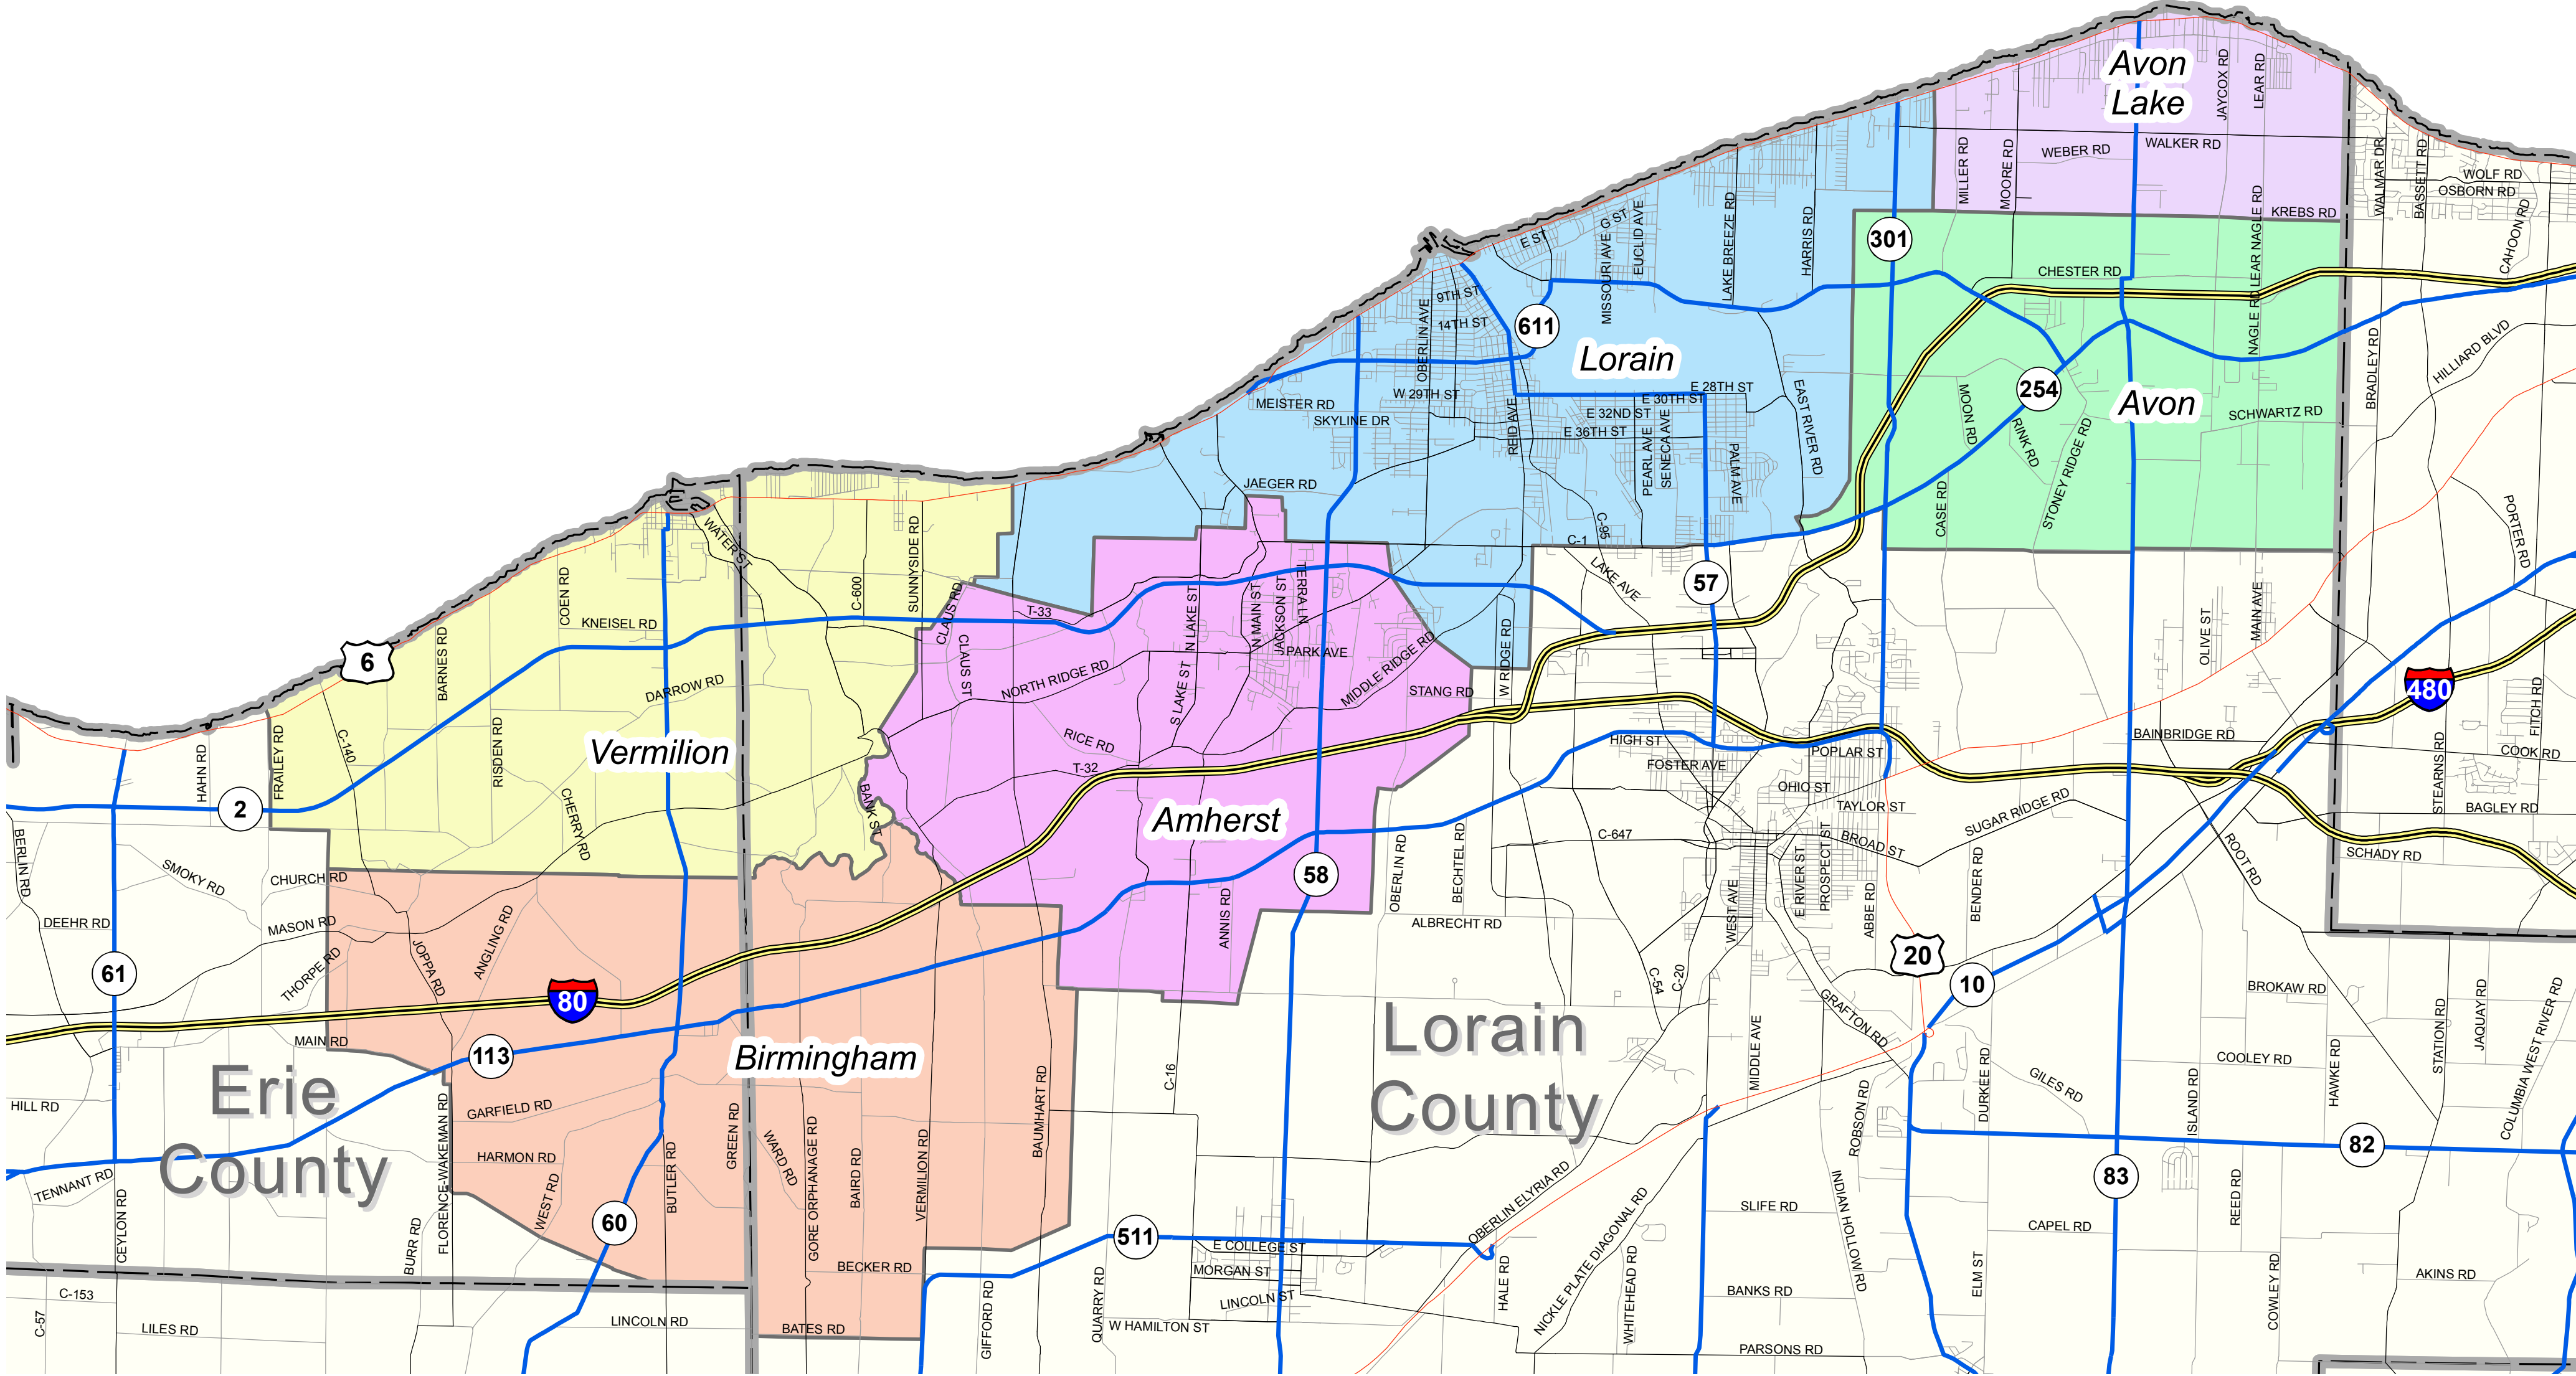 Avon
Lake
JAYCOX RD
LEAR RD
WALKER RD
WEBER RD
MILLER RD
MOORE RD
KREBS RD
WALMAR DR
BASSETT RD
WOLF RD
OSBORN RD
CAHOON RD
301
E ST
G ST
MISSOURI AVE
EUCLID AVE
LAKE BREEZE RD
HARRIS RD
CHESTER RD
NAGLE RD
LEAR NAGLE RD
9TH ST
14TH ST
OBERLIN AVE
611
Lorain
254
Avon
MOON RD
RINK RD
STONEY RIDGE RD
SCHWARTZ RD
BRADLEY RD
HILLIARD BLVD
MEISTER RD
SKYLINE DR
W 29TH ST
REID AVE
E 28TH ST
E 30TH ST
E 32ND ST
E 36TH ST
PEARL AVE
SENECA AVE
PALM AVE
EAST RIVER RD
JAEGER RD
CASE RD
PORTER RD
C-95
C-1
LAKE AVE
57
WATER ST
C-600
SUNNYSIDE RD
CLAUS RD
CLAUS ST
T-33
N LAKE ST
N MAIN ST
JACKSON ST
TERRA LN
PARK AVE
MIDDLE RIDGE RD
STANG RD
W RIDGE RD
COEN RD
KNEISEL RD
BARNES RD
6
DARROW RD
NORTH RIDGE RD
S LAKE ST
RICE RD
T-32
OLIVE ST
MAIN AVE
480
FITCH RD
Vermilion
FRAILEY RD
HAHN RD
C-140
RISDEN RD
CHERRY RD
BANK ST
2
Amherst
HIGH ST
FOSTER AVE
POPLAR ST
OHIO ST
TAYLOR ST
BROAD ST
SUGAR RIDGE RD
BAINBRIDGE RD
COOK RD
STEARNS RD
BAGLEY RD
SCHADY RD
ROOT RD
C-647
BECHTEL RD
OBERLIN RD
58
ANNIS RD
ALBRECHT RD
WEST AVE
E RIVER ST
PROSPECT ST
ABBE RD
BENDER RD
BERLIN RD
SMOKY RD
CHURCH RD
DEEHR RD
MASON RD
THORPE RD
JOPPA RD
ANGLING RD
61
80
MAIN RD
113
Birmingham
C-54
C-20
20
10
GRAFTON RD
BROKAW RD
COOLEY RD
STATION RD
JAQUAY RD
COLUMBIA WEST RIVER RD
Lorain
County
Erie
County
HILL RD
TENNANT RD
CEYLON RD
GARFIELD RD
HARMON RD
WEST RD
BURR RD
FLORENCE-WAKEMAN RD
BUTLER RD
GREEN RD
WARD RD
GORE ORPHANAGE RD
BAIRD RD
VERMILION RD
BAUMHART RD
C-16
MIDDLE AVE
ROBSON RD
DURKEE RD
GILES RD
ISLAND RD
HAWKE RD
82
83
60
511
E COLLEGE ST
MORGAN ST
LINCOLN ST
W HAMILTON ST
OBERLIN ELYRIA RD
NICKLE PLATE DIAGONAL RD
HALE RD
WHITEHEAD RD
SLIFE RD
BANKS RD
PARSONS RD
INDIAN HOLLOW RD
ELM ST
CAPEL RD
REED RD
COWLEY RD
AKINS RD
BECKER RD
BATES RD
GIFFORD RD
QUARRY RD
LINCOLN RD
C-153
C-57
LILES RD